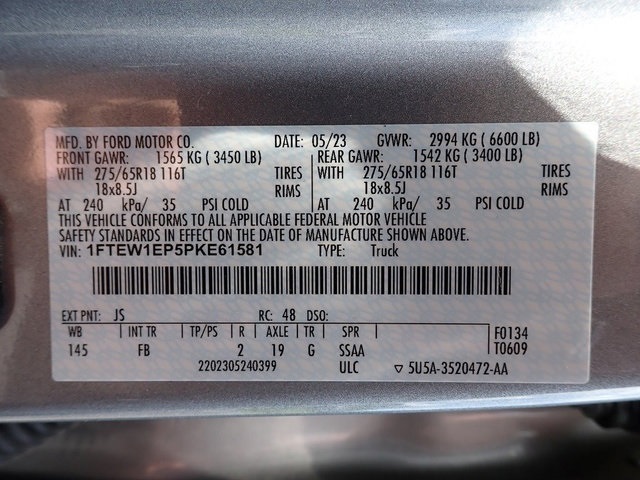 MFD. BY FORD MOTOR CO. DATE: 05/23 GVWR: 2994 KG ( 6600 LB)
FRONT GAWR: 1565 KG ( 3450 LB) REAR GAWR: 1542 KG ( 3400 LB)
WITH 275/65R18 116T TIRES WITH 275/65R18 116T TIRES
18x8.5J RIMS 18x8.5J RIMS
AT 240 kPa/ 35 PSI COLD AT 240 kPa/ 35 PSI COLD
THIS VEHICLE CONFORMS TO ALL APPLICABLE FEDERAL MOTOR VEHICLE
SAFETY STANDARDS IN EFFECT ON THE DATE OF MANUFACTURE SHOWN ABOVE.
VIN: 1FTEW1EP5PKE61581 TYPE: Truck
EXT PNT: JS RC: 48 DSO:
WB INT TR TP/PS R AXLE TR SPR F0134
145 FB 2 19 G SSAA T0609
2202305240399 ULC ▽ 5U5A-3520472-AA